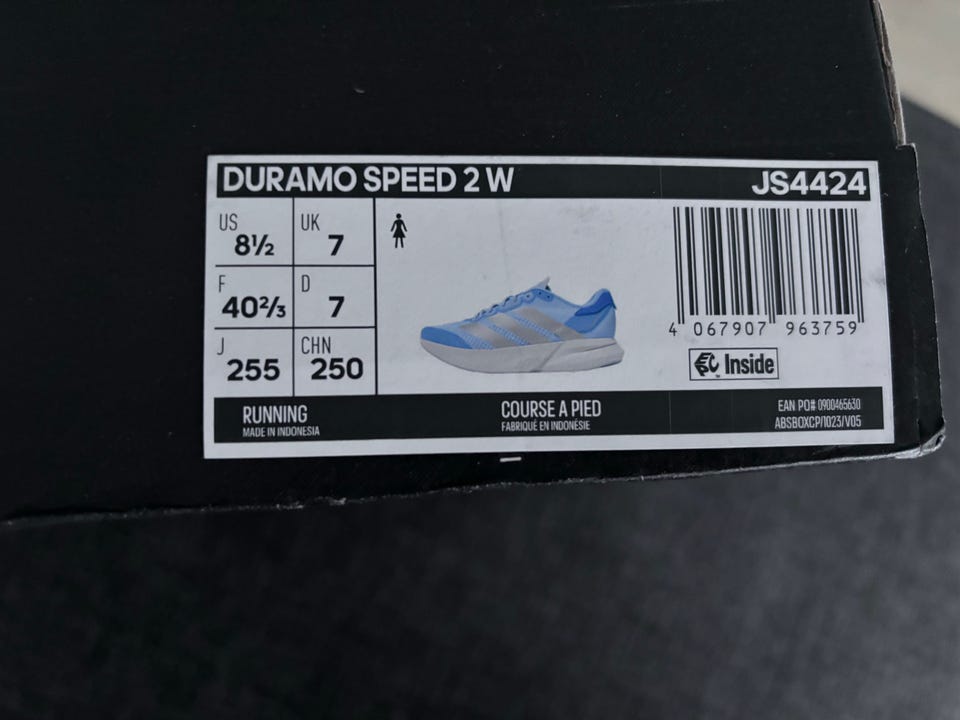 DURAMO SPEED 2 W JS4424
US 8½ UK 7
F 40⅔ D 7
J 255 CHN 250
4 067907 963759
EPC Inside
RUNNING
MADE IN INDONESIA
COURSE A PIED
FABRIQUÉ EN INDONÉSIE
EAN PO# 0900465630
ABSBOXCP/1023/V05